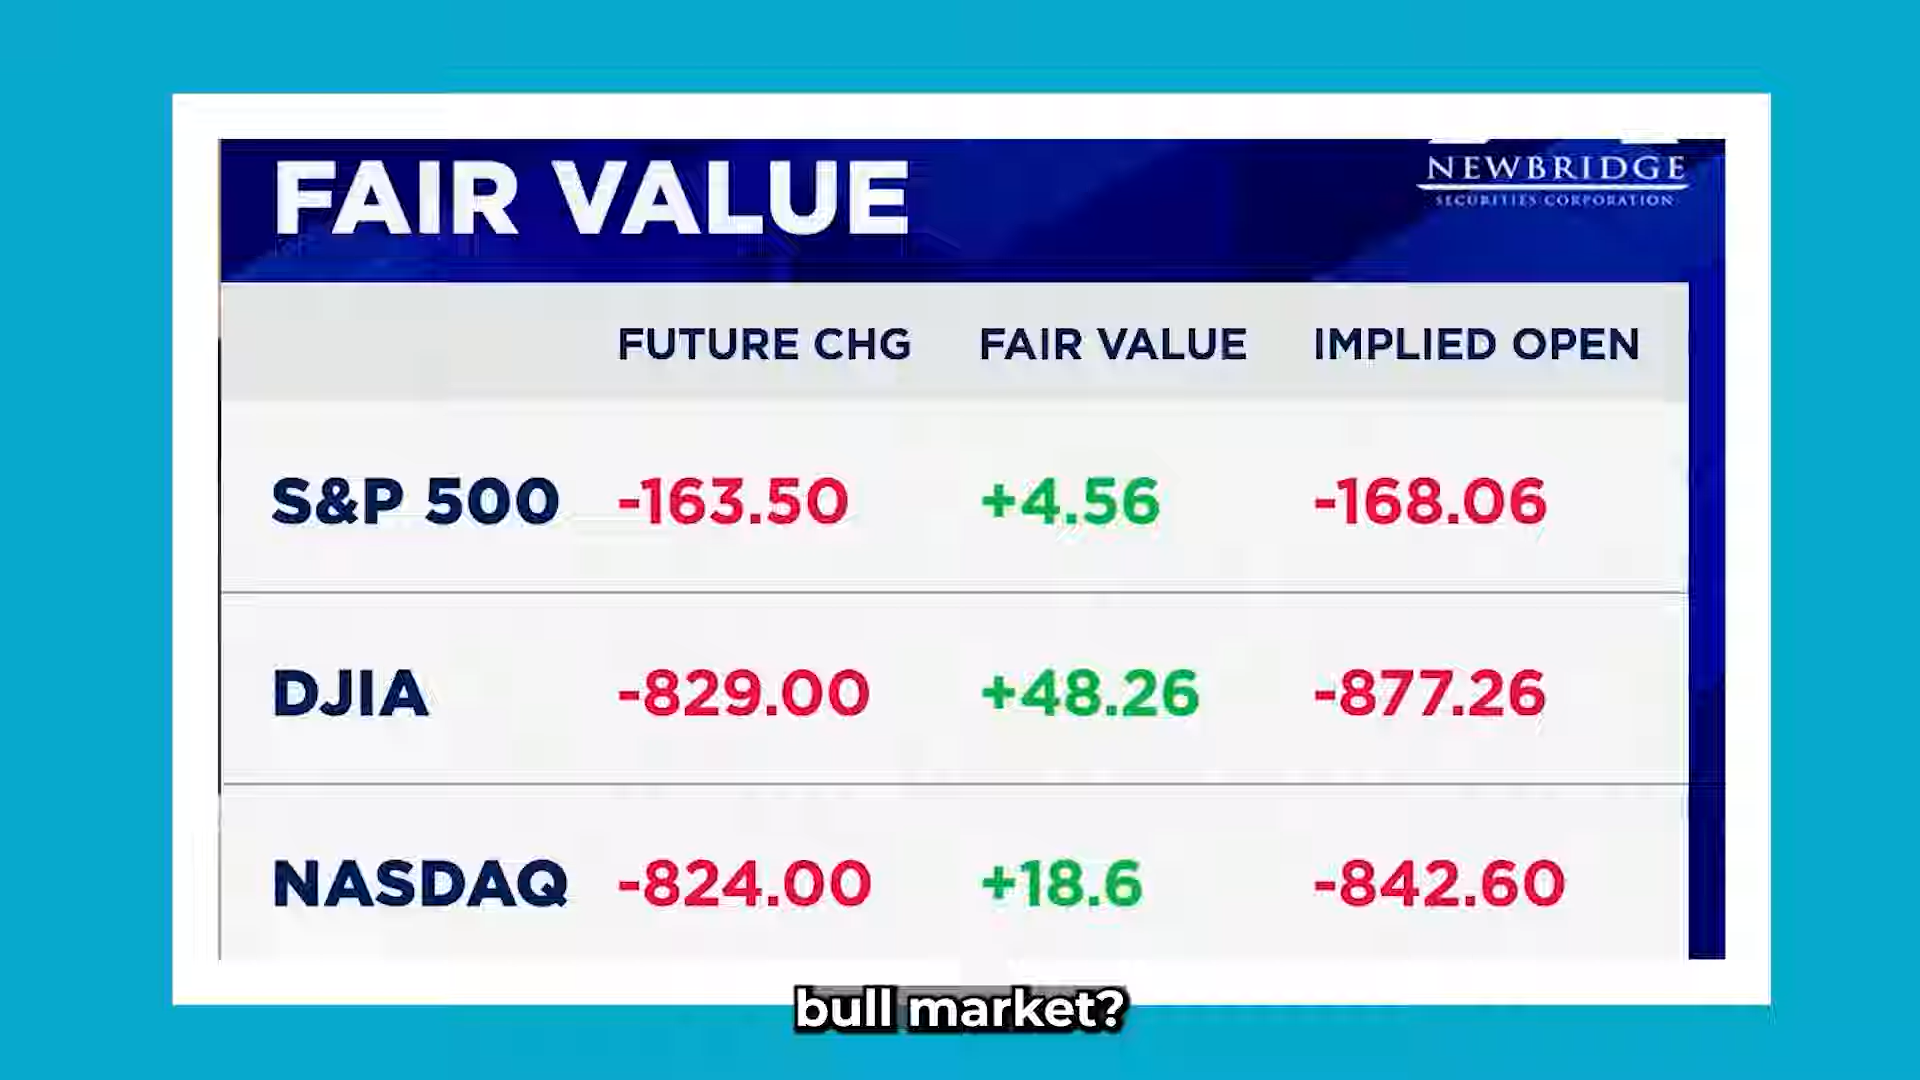 FAIR VALUE
NEWBRIDGE
SECURITIES CORPORATION
FUTURE CHG FAIR VALUE IMPLIED OPEN
S&P 500 -163.50 +4.56 -168.06
DJIA -829.00 +48.26 -877.26
NASDAQ -824.00 +18.6 -842.60
bull market?